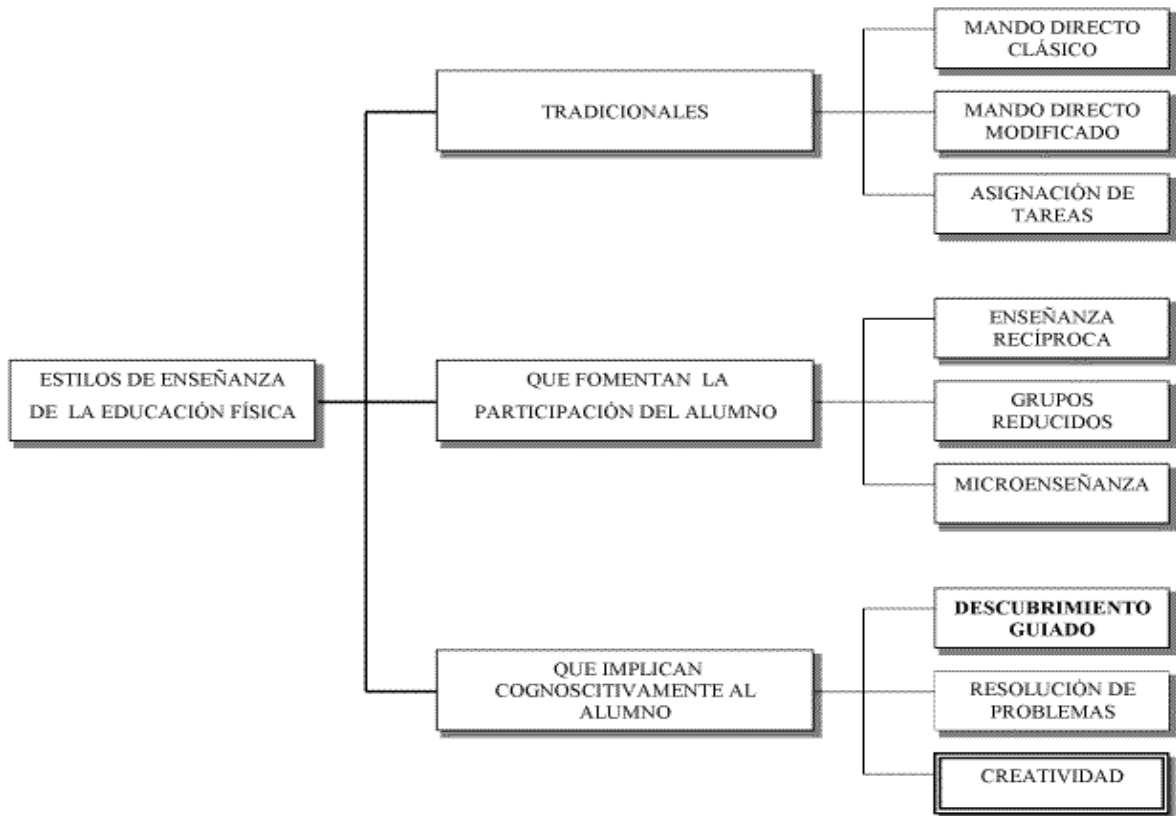 ESTILOS DE ENSEÑANZA
DE LA EDUCACIÓN FÍSICA
TRADICIONALES
MANDO DIRECTO
CLÁSICO
MANDO DIRECTO
MODIFICADO
ASIGNACIÓN DE
TAREAS
QUE FOMENTAN LA
PARTICIPACIÓN DEL ALUMNO
ENSEÑANZA
RECÍPROCA
GRUPOS
REDUCIDOS
MICROENSEÑANZA
QUE IMPLICAN
COGNOSCITIVAMENTE AL
ALUMNO
DESCUBRIMIENTO
GUIADO
RESOLUCIÓN DE
PROBLEMAS
CREATIVIDAD